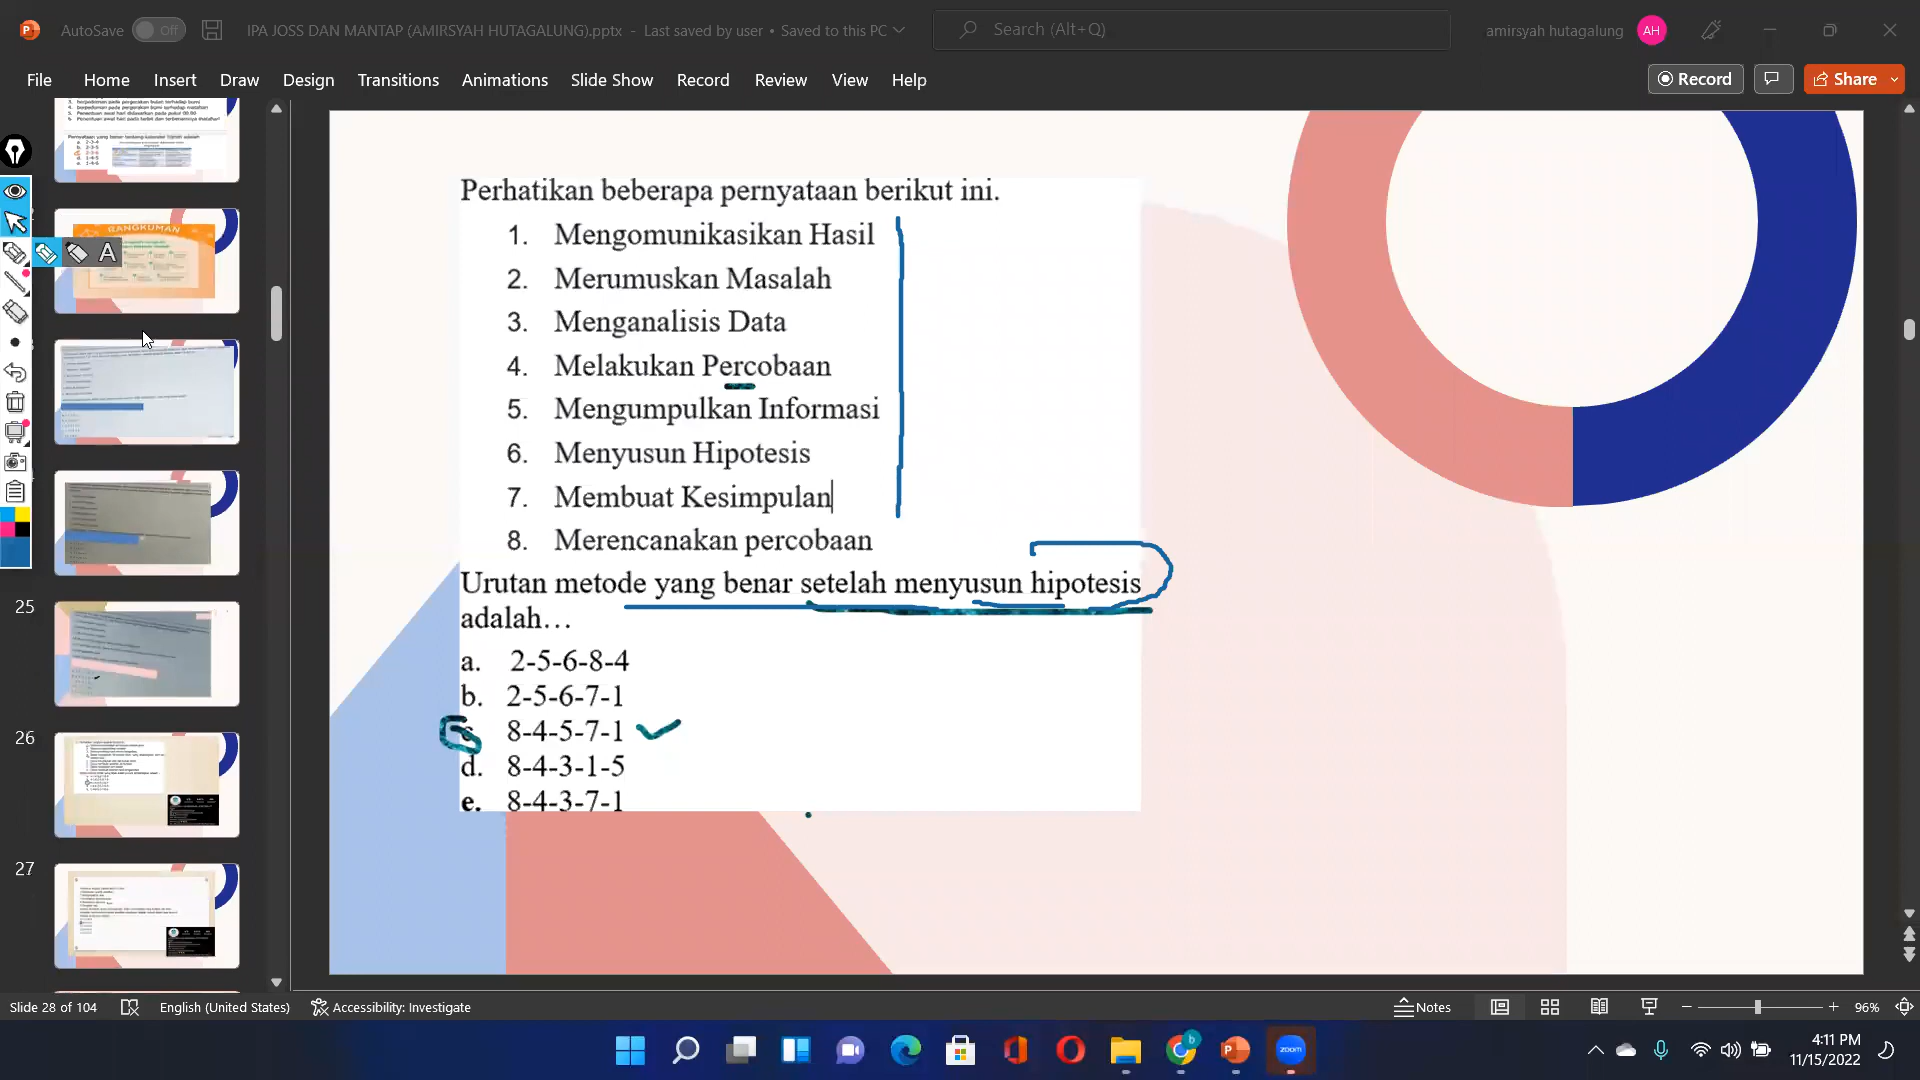 AutoSave Off IPA JOSS DAN MANTAP (AMIRSYAH HUTAGALUNG).pptx - Last saved by user • Saved to this PC Search (Alt+Q) amirsyah hutagalung AH
File Home Insert Draw Design Transitions Animations Slide Show Record Review View Help Record Share
RANGKUMAN
A
25
26
27
Perhatikan beberapa pernyataan berikut ini.
1. Mengomunikasikan Hasil
2. Merumuskan Masalah
3. Menganalisis Data
4. Melakukan Percobaan
5. Mengumpulkan Informasi
6. Menyusun Hipotesis
7. Membuat Kesimpulan
8. Merencanakan percobaan
Urutan metode yang benar setelah menyusun hipotesis
adalah…
a. 2-5-6-8-4
b. 2-5-6-7-1
c. 8-4-5-7-1
d. 8-4-3-1-5
e. 8-4-3-7-1
Slide 28 of 104 English (United States) Accessibility: Investigate Notes 96%
zoom
4:11 PM
11/15/2022